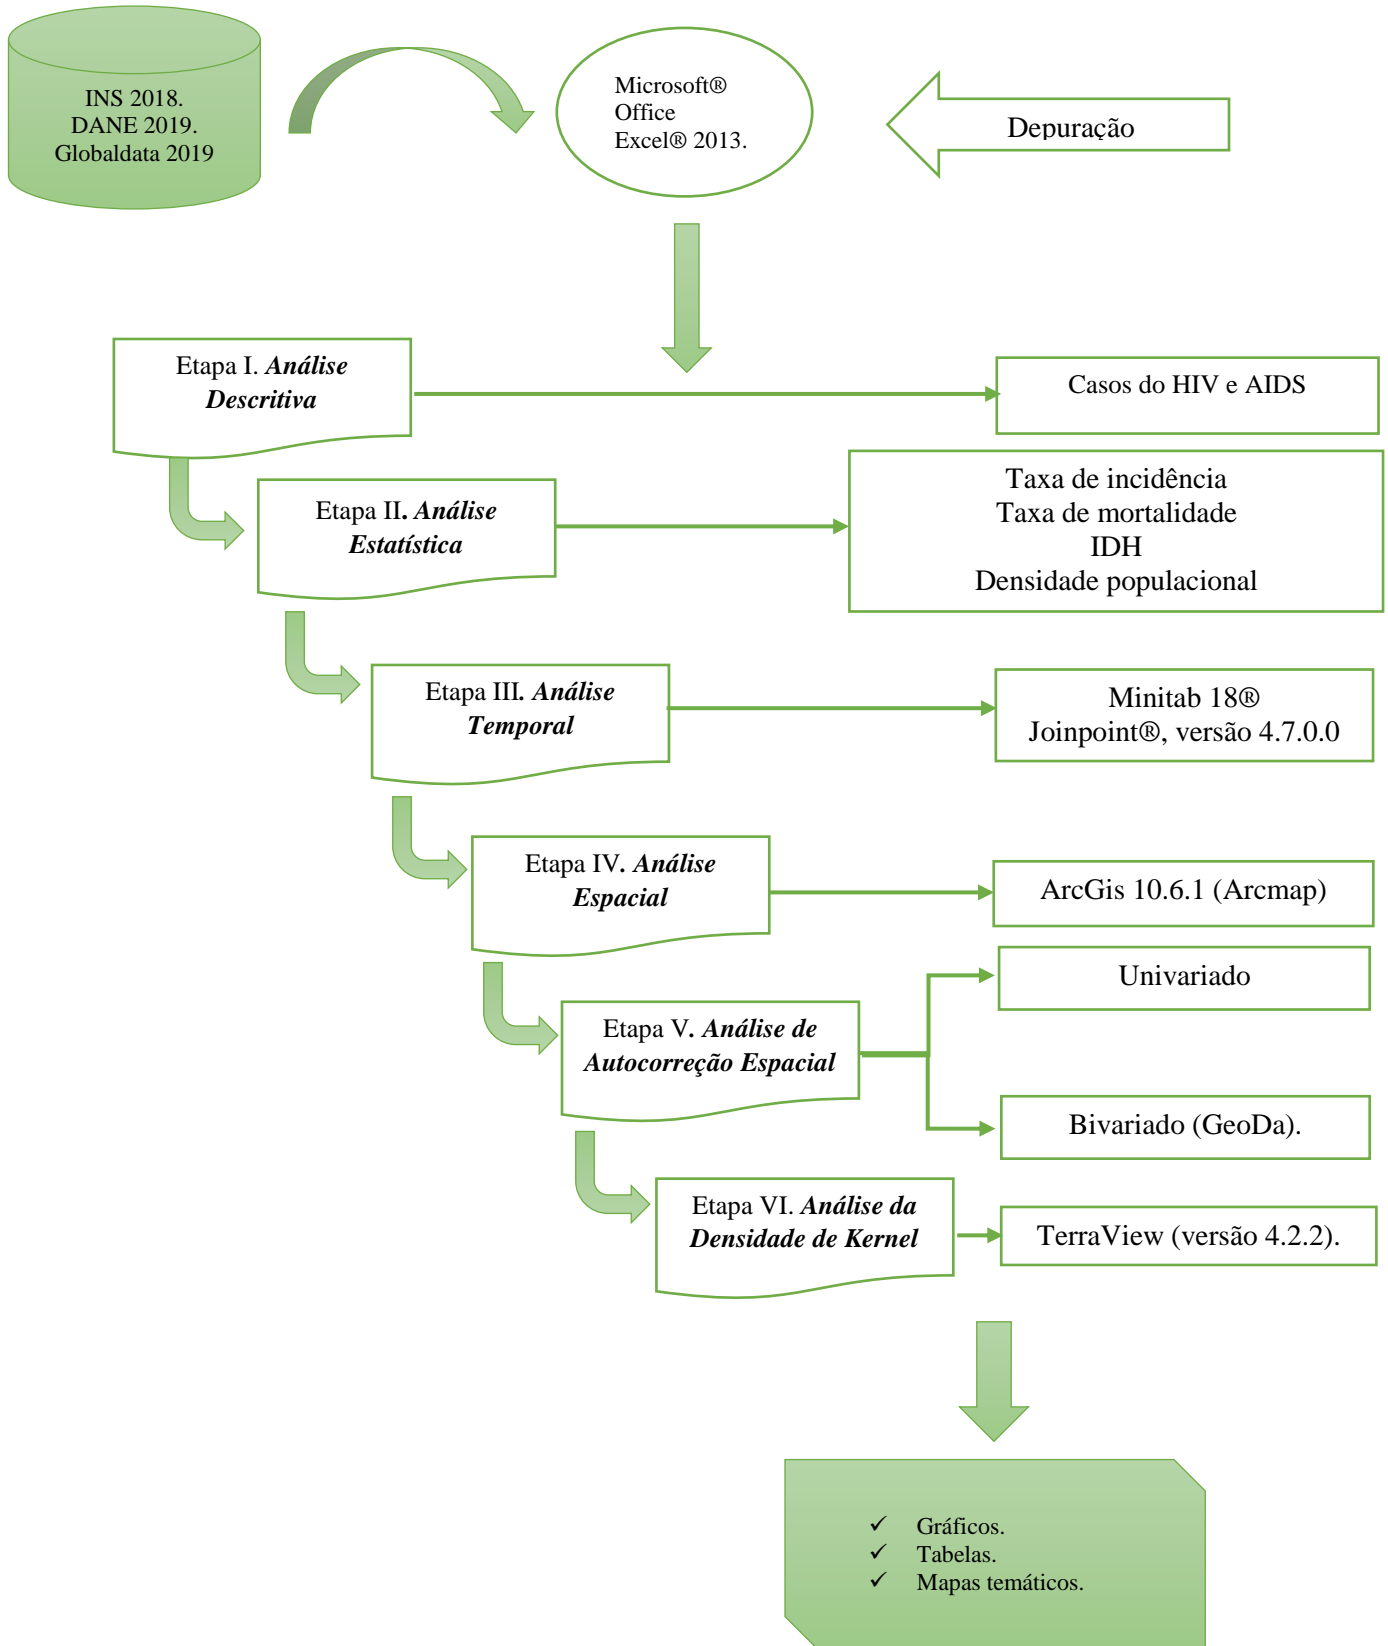 INS 2018.
DANE 2019.
Globaldata 2019
Microsoft®
Office
Excel® 2013.
Depuração
Etapa I. Análise
Descritiva
Casos do HIV e AIDS
Etapa II. Análise
Estatística
Taxa de incidência
Taxa de mortalidade
IDH
Densidade populacional
Etapa III. Análise
Temporal
Minitab 18®
Joinpoint®, versão 4.7.0.0
Etapa IV. Análise
Espacial
ArcGis 10.6.1 (Arcmap)
Etapa V. Análise de
Autocorreção Espacial
Univariado
Bivariado (GeoDa).
Etapa VI. Análise da
Densidade de Kernel
TerraView (versão 4.2.2).
✓ Gráficos.
✓ Tabelas.
✓ Mapas temáticos.